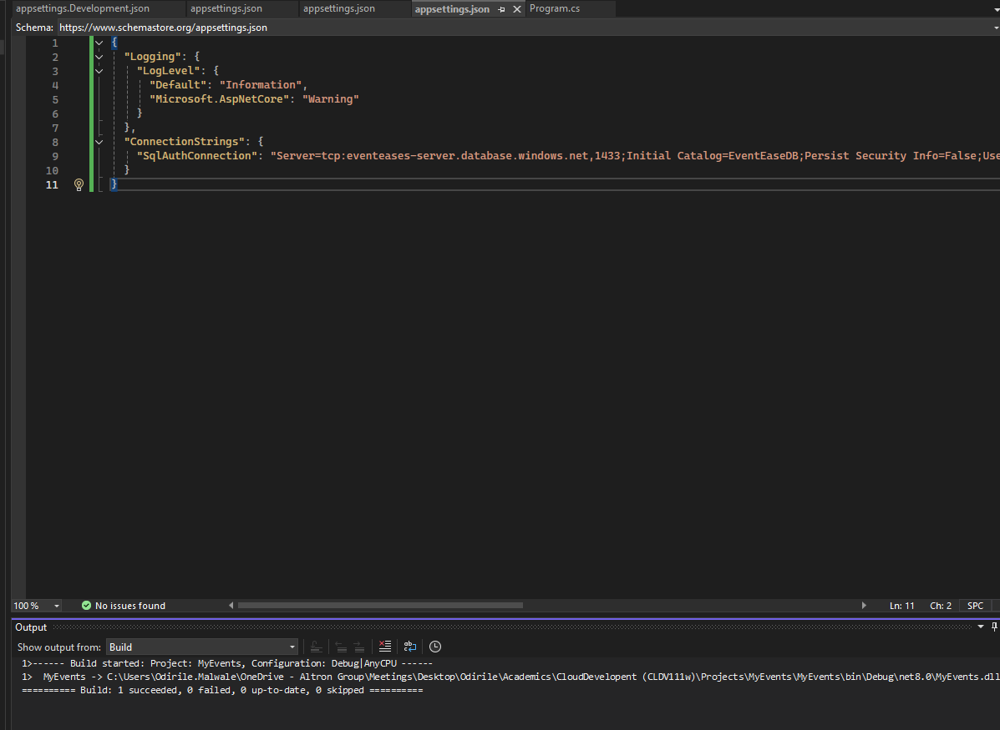 appsettings.Development.json appsettings.json appsettings.json appsettings.json Program.cs
Schema: https://www.schemastore.org/appsettings.json
1 {
2 "Logging": {
3 "LogLevel": {
4 "Default": "Information",
5 "Microsoft.AspNetCore": "Warning"
6 }
7 },
8 "ConnectionStrings": {
9 "SqlAuthConnection": "Server=tcp:eventeases-server.database.windows.net,1433;Initial Catalog=EventEaseDB;Persist Security Info=False;Use
10 }
11 }
100 % No issues found Ln: 11 Ch: 2 SPC
Output
Show output from: Build
1>------ Build started: Project: MyEvents, Configuration: Debug|AnyCPU ------
1> MyEvents -> C:\Users\Odirile.Malwale\OneDrive - Altron Group\Meetings\Desktop\Odirile\Academics\CloudDevelopent (CLDV111w)\Projects\MyEvents\MyEvents\bin\Debug\net8.0\MyEvents.dll
========== Build: 1 succeeded, 0 failed, 0 up-to-date, 0 skipped ==========